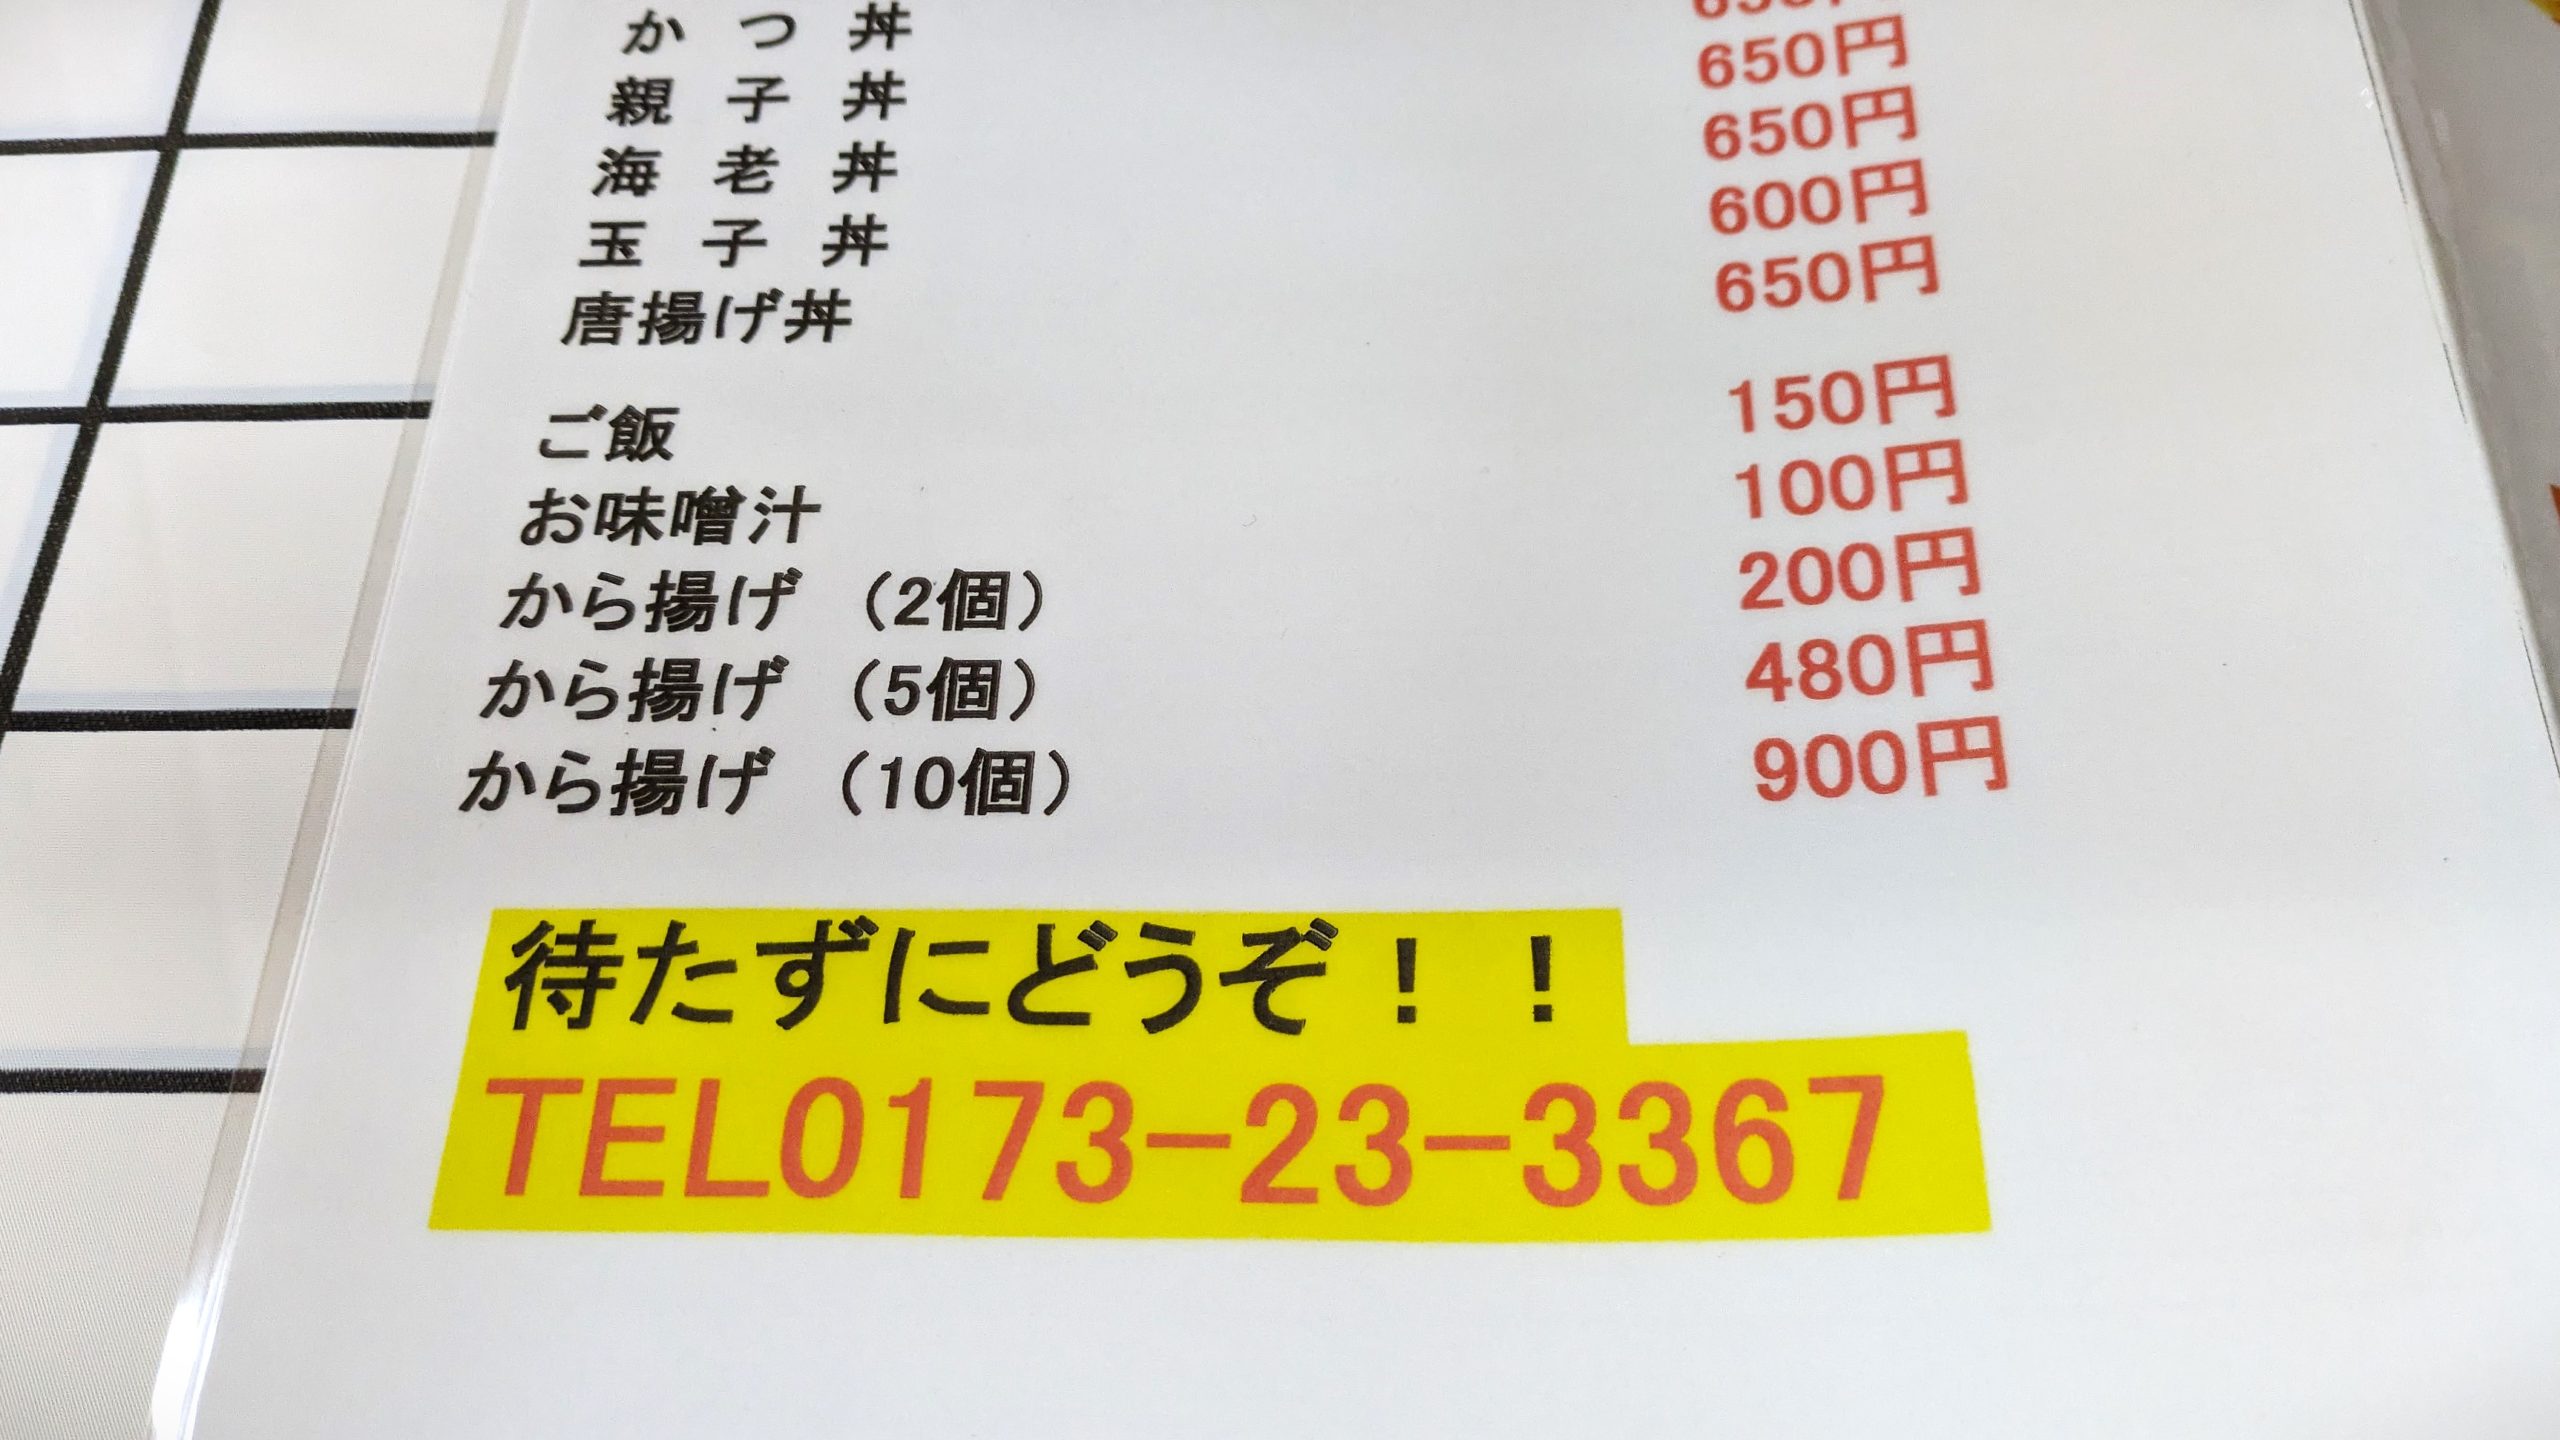 かつ丼
親子丼 650円
海老丼 650円
玉子丼 600円
唐揚げ丼 650円
ご飯 150円
お味噌汁 100円
から揚げ （2個） 200円
から揚げ （5個） 480円
から揚げ （10個） 900円
待たずにどうぞ！！
TEL0173-23-3367